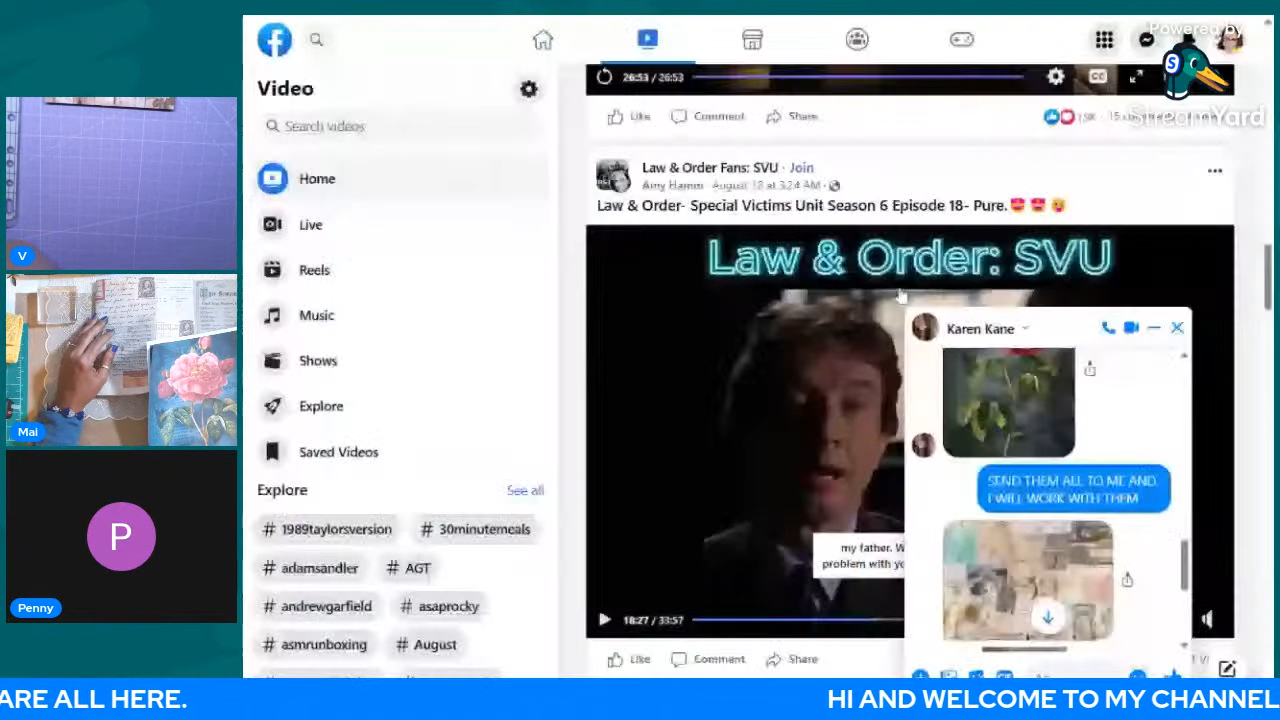 Powered by
StreamYard
Video
26:53 / 26:53
CC
Search videos
Like
Comment
Share
Law & Order Fans: SVU · Join
Amy Hamm · August 18 at 3:24 AM ·
Law & Order- Special Victims Unit Season 6 Episode 18- Pure.
Home
Live
Reels
Music
Shows
Explore
Saved Videos
Explore
See all
# 1989taylorsversion
# 30minutemeals
# adamsandler
# AGT
# andrewgarfield
# asaprocky
# asmrunboxing
# August
Law & Order: SVU
Karen Kane
SEND THEM ALL TO ME AND
I WILL WORK WITH THEM
my father. W
problem with yo
18:27 / 33:57
Like
Comment
Share
V
Mai
P
Penny
ARE ALL HERE.
HI AND WELCOME TO MY CHANNEL